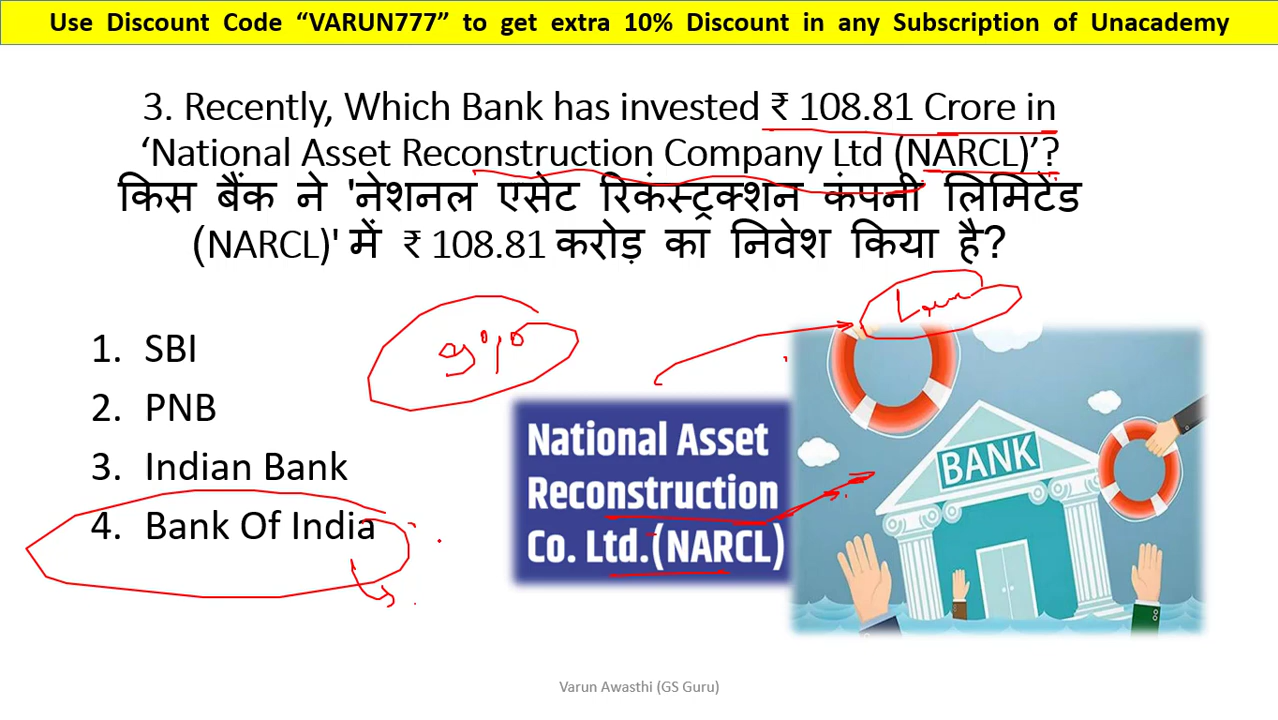 Use Discount Code “VARUN777” to get extra 10% Discount in any Subscription of Unacademy
3. Recently, Which Bank has invested ₹ 108.81 Crore in
‘National Asset Reconstruction Company Ltd (NARCL)’?
किस बैंक ने 'नेशनल एसेट रिकंस्ट्रक्शन कंपनी लिमिटेड
(NARCL)' में ₹ 108.81 करोड़ का निवेश किया है?
1. SBI
2. PNB
3. Indian Bank
4. Bank Of India
9%
National Asset
Reconstruction
Co. Ltd.(NARCL)
BANK
Varun Awasthi (GS Guru)